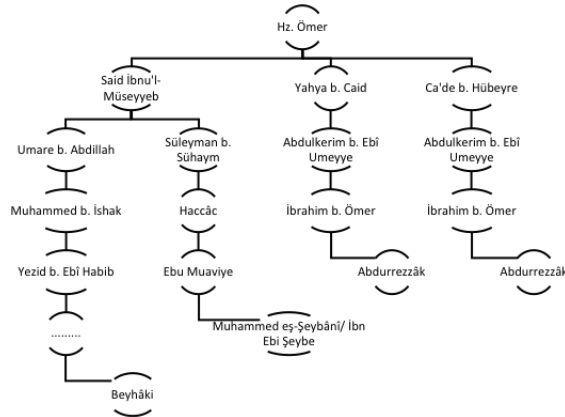 Hz. Ömer
Said İbnu'l-
Müseyyeb
Yahya b. Caid
Ca'de b. Hübeyre
Umare b. Abdillah
Süleyman b.
Sühaym
Abdulkerim b. Ebî
Umeyye
Abdulkerim b. Ebî
Umeyye
Muhammed b. İshak
Haccâc
İbrahim b. Ömer
İbrahim b. Ömer
Yezid b. Ebî Habib
Ebu Muaviye
Abdurrezzâk
Abdurrezzâk
.........
Muhammed eş-Şeybânî/ İbn
Ebi Şeybe
Beyhâki